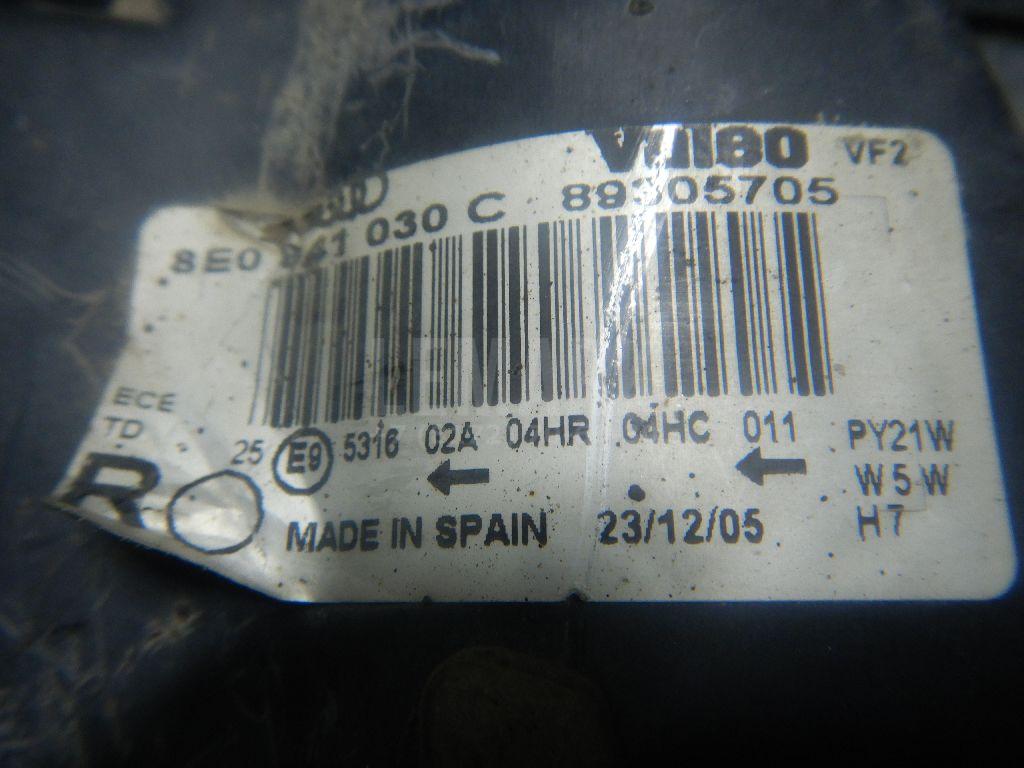 VF2
8E0 941 030 C 89305705
ECE
TD
25 E9 5316 02A 04HR 04HC 011 PY21W
W5W
R
MADE IN SPAIN 23/12/05 H7